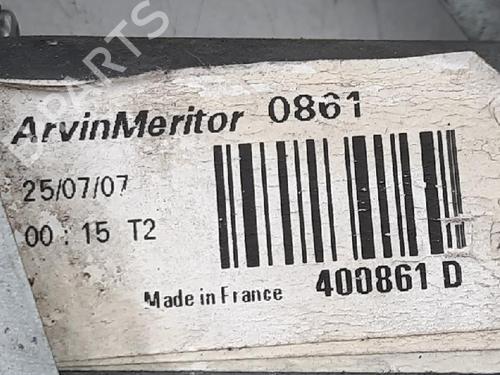 ArvinMeritor 0861
25/07/07
00 : 15 T2
Made in France 400861 D